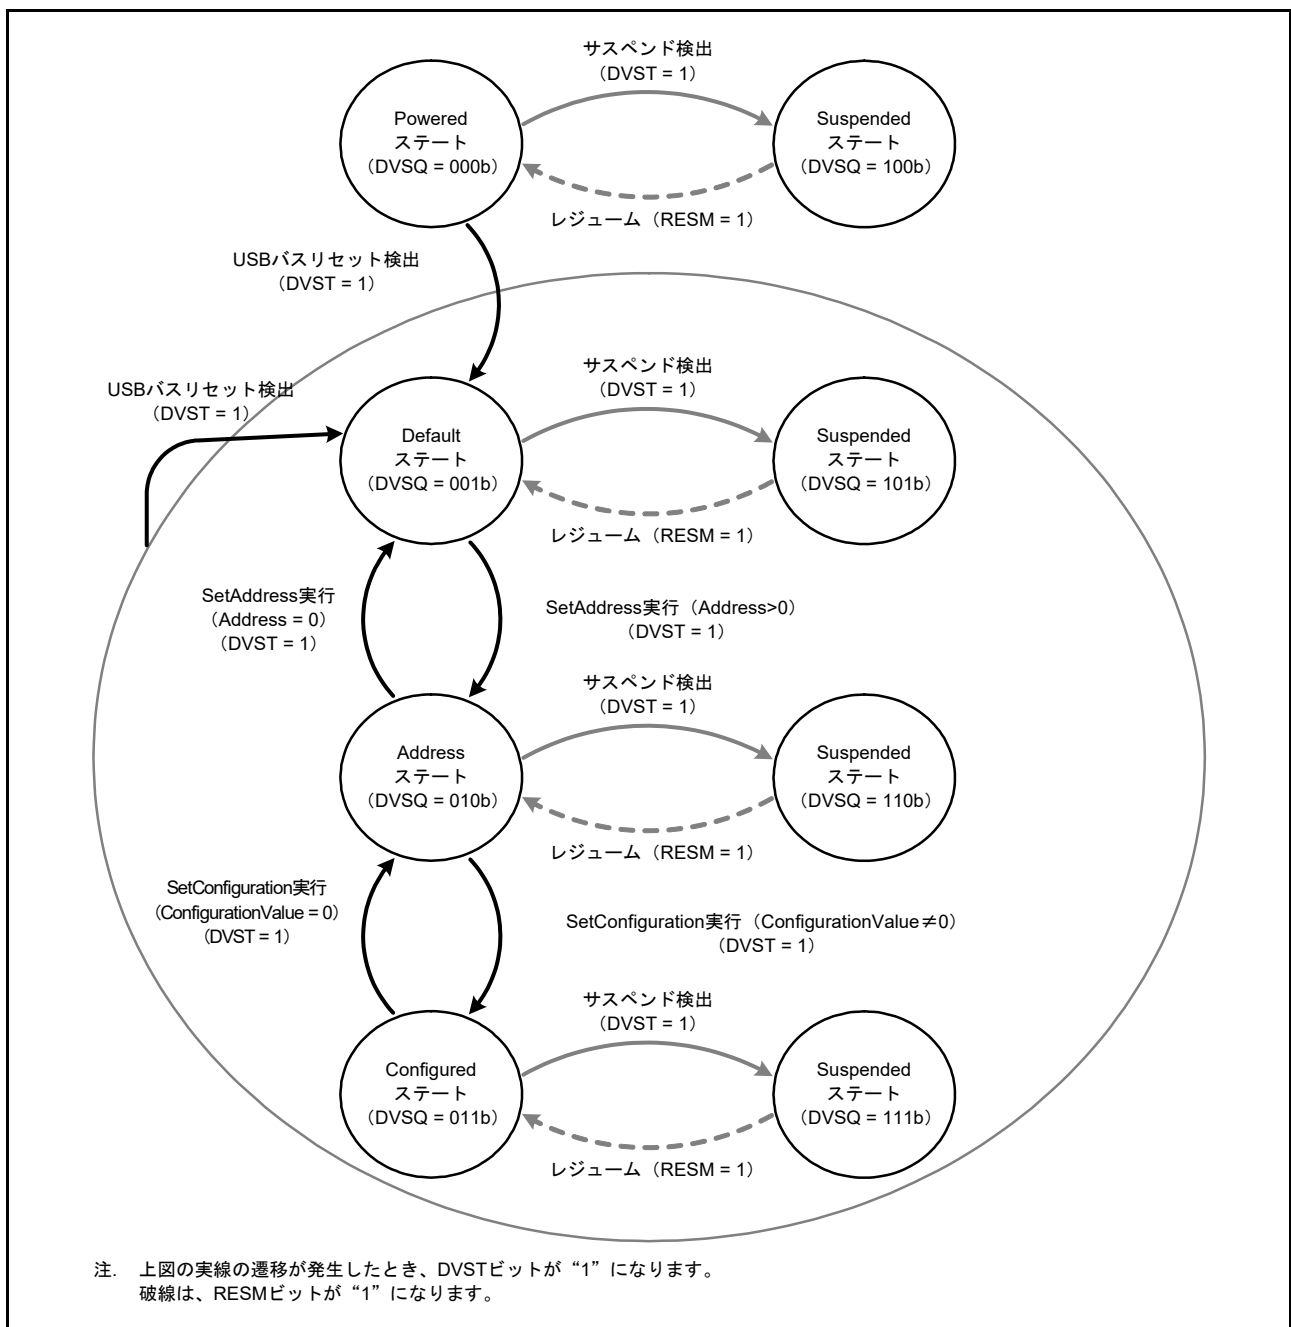 サスペンド検出
（DVST = 1）
Powered
ステート
（DVSQ = 000b）
Suspended
ステート
（DVSQ = 100b）
レジューム（RESM = 1）
USBバスリセット検出
（DVST = 1）
USBバスリセット検出
（DVST = 1）
サスペンド検出
（DVST = 1）
Default
ステート
（DVSQ = 001b）
Suspended
ステート
（DVSQ = 101b）
レジューム（RESM = 1）
SetAddress実行
（Address = 0）
（DVST = 1）
SetAddress実行（Address>0）
（DVST = 1）
サスペンド検出
（DVST = 1）
Address
ステート
（DVSQ = 010b）
Suspended
ステート
（DVSQ = 110b）
レジューム（RESM = 1）
SetConfiguration実行
（ConfigurationValue = 0）
（DVST = 1）
SetConfiguration実行（ConfigurationValue≠0）
（DVST = 1）
サスペンド検出
（DVST = 1）
Configured
ステート
（DVSQ = 011b）
Suspended
ステート
（DVSQ = 111b）
レジューム（RESM = 1）
注. 上図の実線の遷移が発生したとき、DVSTビットが“1”になります。
破線は、RESMビットが“1”になります。